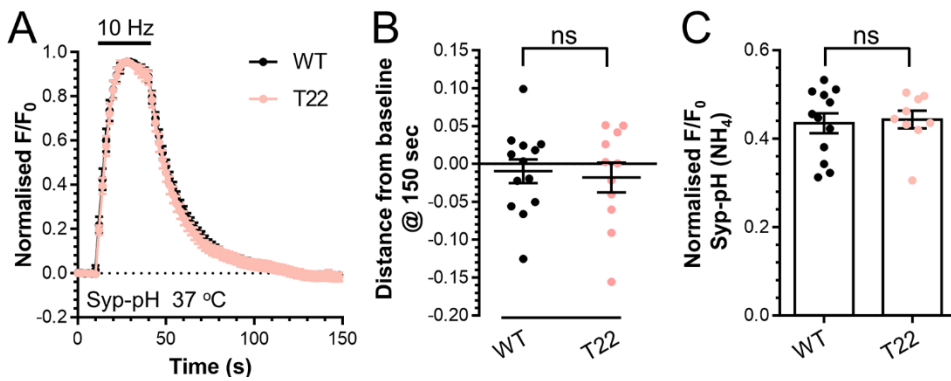 A
10 Hz
WT
T22
Normalised F/F0
1.0
0.8
0.6
0.4
0.2
0.0
-0.2
Syp-pH 37 °C
0
50
100
150
Time (s)
B
ns
Distance from baseline
@ 150 sec
0.15
0.10
0.05
0.00
-0.05
-0.10
-0.15
-0.20
WT
T22
C
ns
Normalised F/F0
Syp-pH (NH4)
0.6
0.4
0.2
0.0
WT
T22